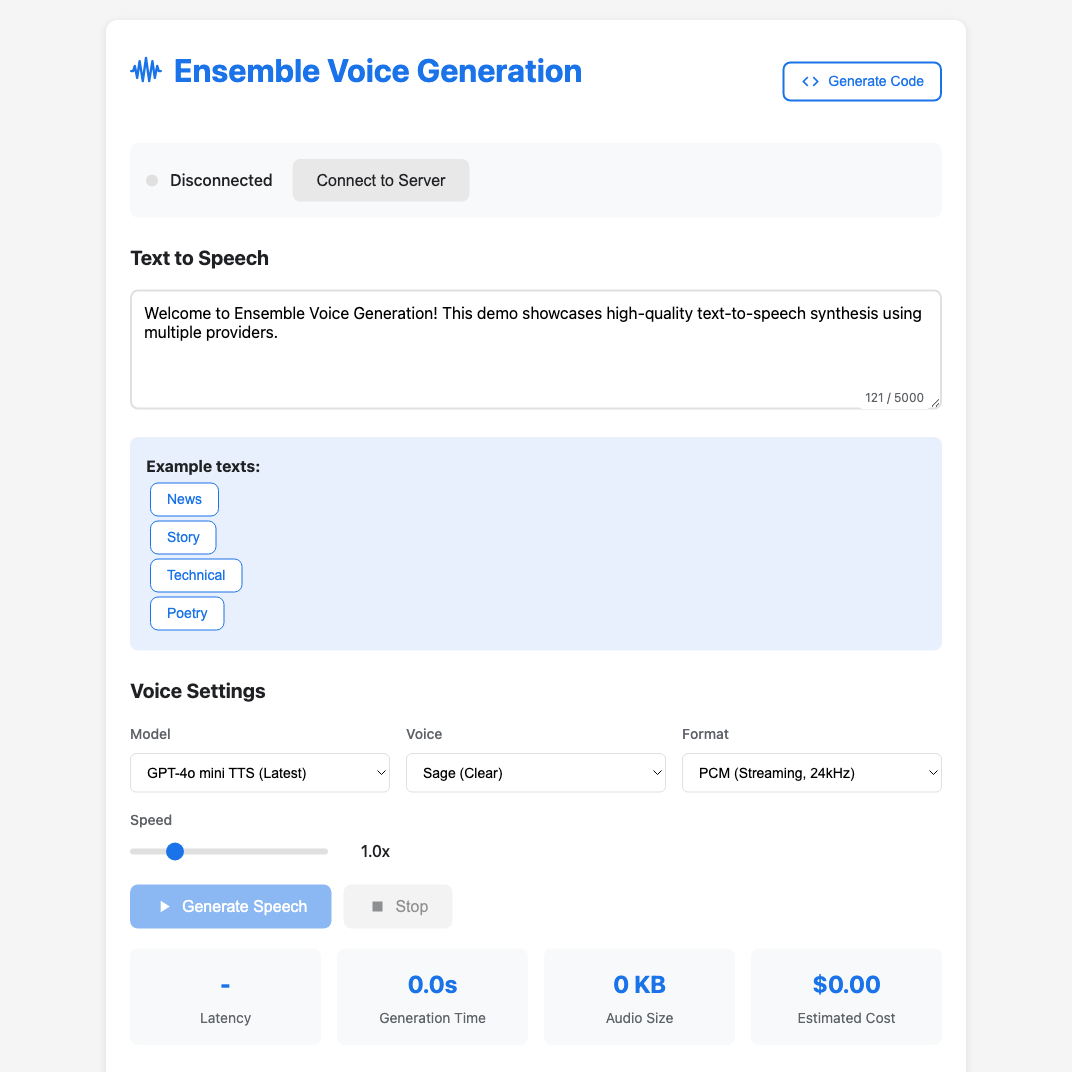 Ensemble Voice Generation
Generate Code
Disconnected
Connect to Server
Text to Speech
Welcome to Ensemble Voice Generation! This demo showcases high-quality text-to-speech synthesis using
multiple providers.
121 / 5000
Example texts:
News
Story
Technical
Poetry
Voice Settings
Model
Voice
Format
GPT-4o mini TTS (Latest)
Sage (Clear)
PCM (Streaming, 24kHz)
Speed
1.0x
Generate Speech
Stop
-
0.0s
0 KB
$0.00
Latency
Generation Time
Audio Size
Estimated Cost